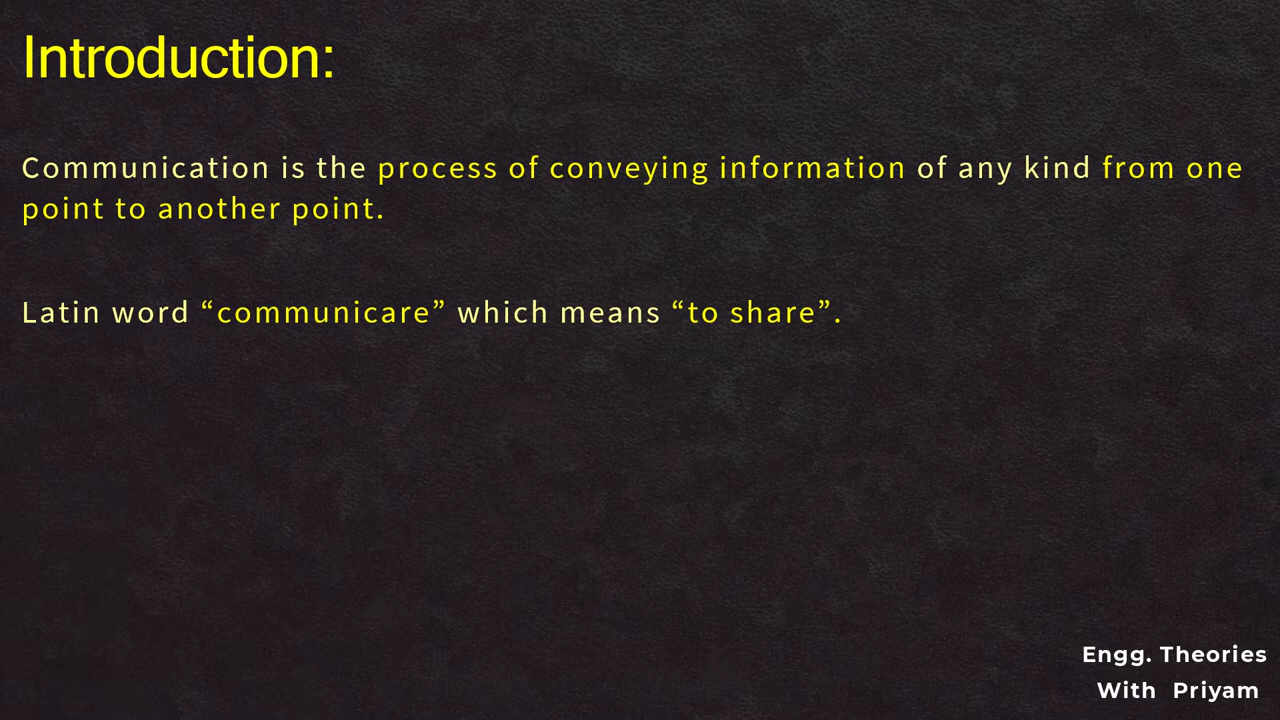 Introduction:
Communication is the process of conveying information of any kind from one
point to another point.
Latin word “communicare” which means “to share”.
Engg. Theories
With Priyam